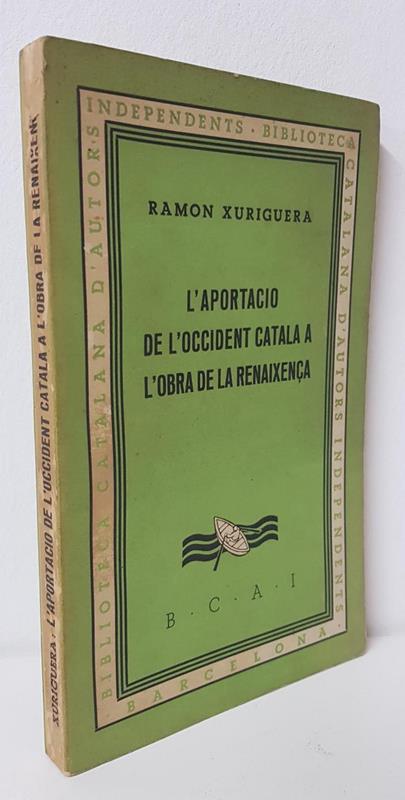 INDEPENDENTS · BIBLIOTECA
CATALANA D'AUTORS INDEPENDENTS ·
BARCELONA ·
BIBLIOTECA CATALANA D'AUTORS
RAMON XURIGUERA
L'APORTACIO
DE L'OCCIDENT CATALA A
L'OBRA DE LA RENAIXENÇA
B · C · A · I
XURIGUERA · L'APORTACIO DE L'OCCIDENT CATALA A L'OBRA DE LA RENAIXEN